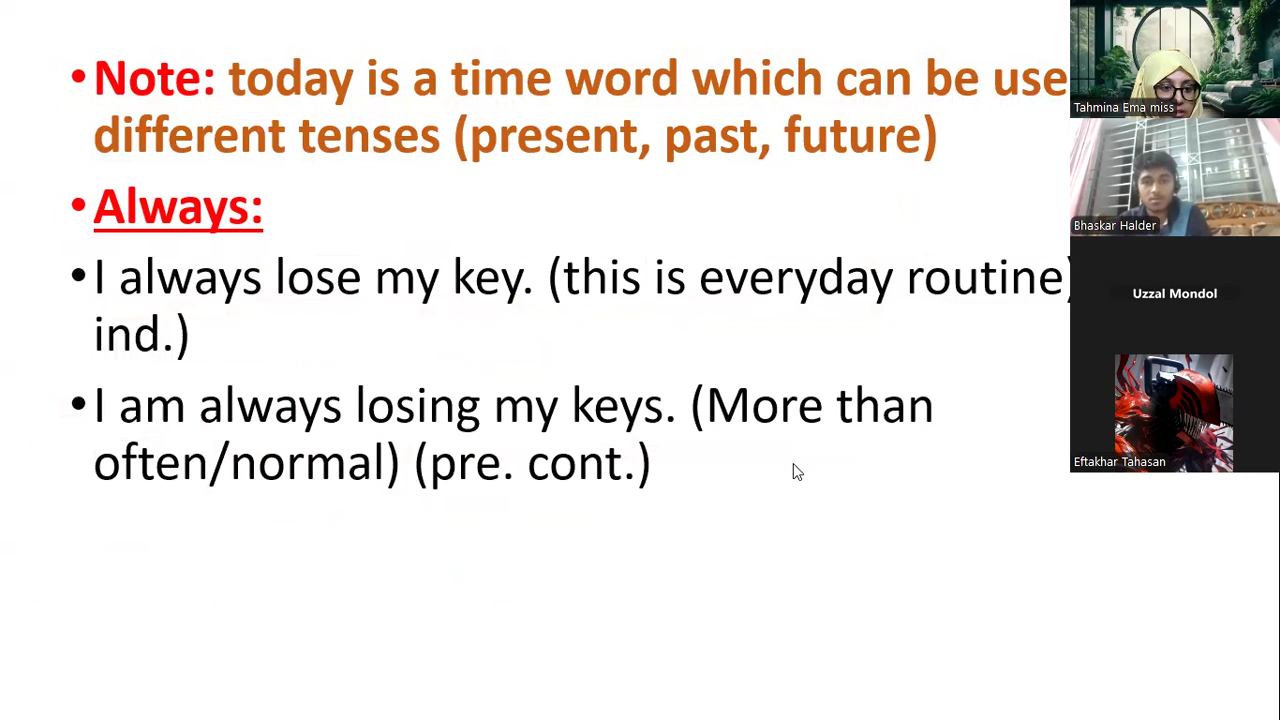 •Note: today is a time word which can be use
different tenses (present, past, future)
•Always:
•I always lose my key. (this is everyday routine)
ind.)
•I am always losing my keys. (More than
often/normal) (pre. cont.)
Tahmina Ema miss
Bhaskar Halder
Uzzal Mondol
Eftakhar Tahasan